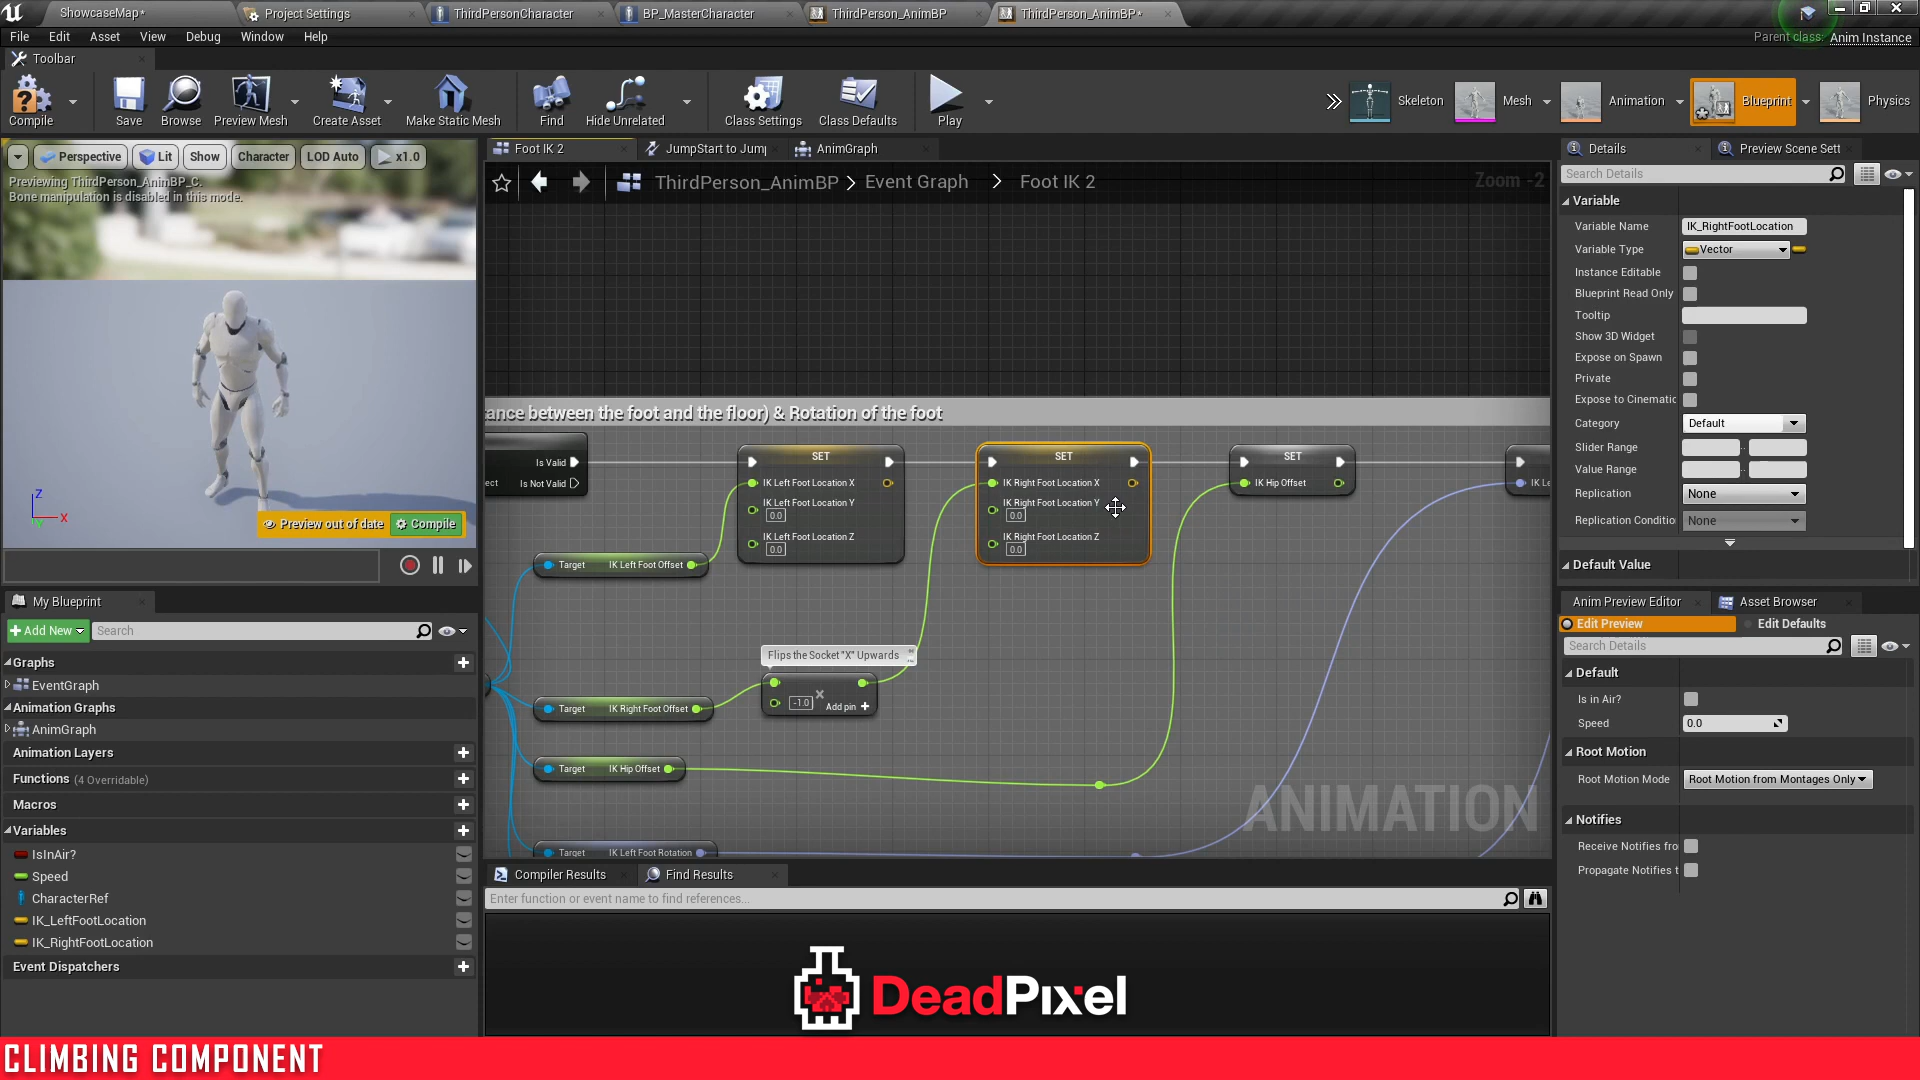 ShowcaseMap*
Project Settings
ThirdPersonCharacter
BP_MasterCharacter
ThirdPerson_AnimBP
ThirdPerson_AnimBP*
File Edit Asset View Debug Window Help
Parent class: Anim Instance
Toolbar
Compile
Save
Browse
Preview Mesh
Create Asset
Make Static Mesh
Find
Hide Unrelated
Class Settings
Class Defaults
Play
Skeleton
Mesh
Animation
Blueprint
Physics
Perspective
Lit
Show
Character
LOD Auto
x1.0
Previewing ThirdPerson_AnimBP_C.
Bone manipulation is disabled in this mode.
Z
X
Y
Preview out of date
Compile
Foot IK 2
JumpStart to Jump
AnimGraph
ThirdPerson_AnimBP > Event Graph > Foot IK 2
Zoom -2
ance between the foot and the floor) & Rotation of the foot
Is Valid
ect Is Not Valid
SET
IK Left Foot Location X
IK Left Foot Location Y
0.0
IK Left Foot Location Z
0.0
SET
IK Right Foot Location X
IK Right Foot Location Y
0.0
IK Right Foot Location Z
0.0
SET
IK Hip Offset
IK Le
Target IK Left Foot Offset
Flips the Socket "X" Upwards
-1.0
Add pin +
Target IK Right Foot Offset
Target IK Hip Offset
Target IK Left Foot Rotation
ANIMATION
My Blueprint
+ Add New
Search
Graphs
EventGraph
Animation Graphs
AnimGraph
Animation Layers
Functions (4 Overridable)
Macros
Variables
IsInAir?
Speed
CharacterRef
IK_LeftFootLocation
IK_RightFootLocation
Event Dispatchers
Compiler Results
Find Results
Enter function or event name to find references...
DeadPixel
Details
Preview Scene Sett
Search Details
Variable
Variable Name IK_RightFootLocation
Variable Type Vector
Instance Editable
Blueprint Read Only
Tooltip
Show 3D Widget
Expose on Spawn
Private
Expose to Cinematic
Category Default
Slider Range
Value Range
Replication None
Replication Conditio None
Default Value
Anim Preview Editor
Asset Browser
Edit Preview
Edit Defaults
Search Details
Default
Is in Air?
Speed 0.0
Root Motion
Root Motion Mode Root Motion from Montages Only
Notifies
Receive Notifies fro
Propagate Notifies t
CLIMBING COMPONENT